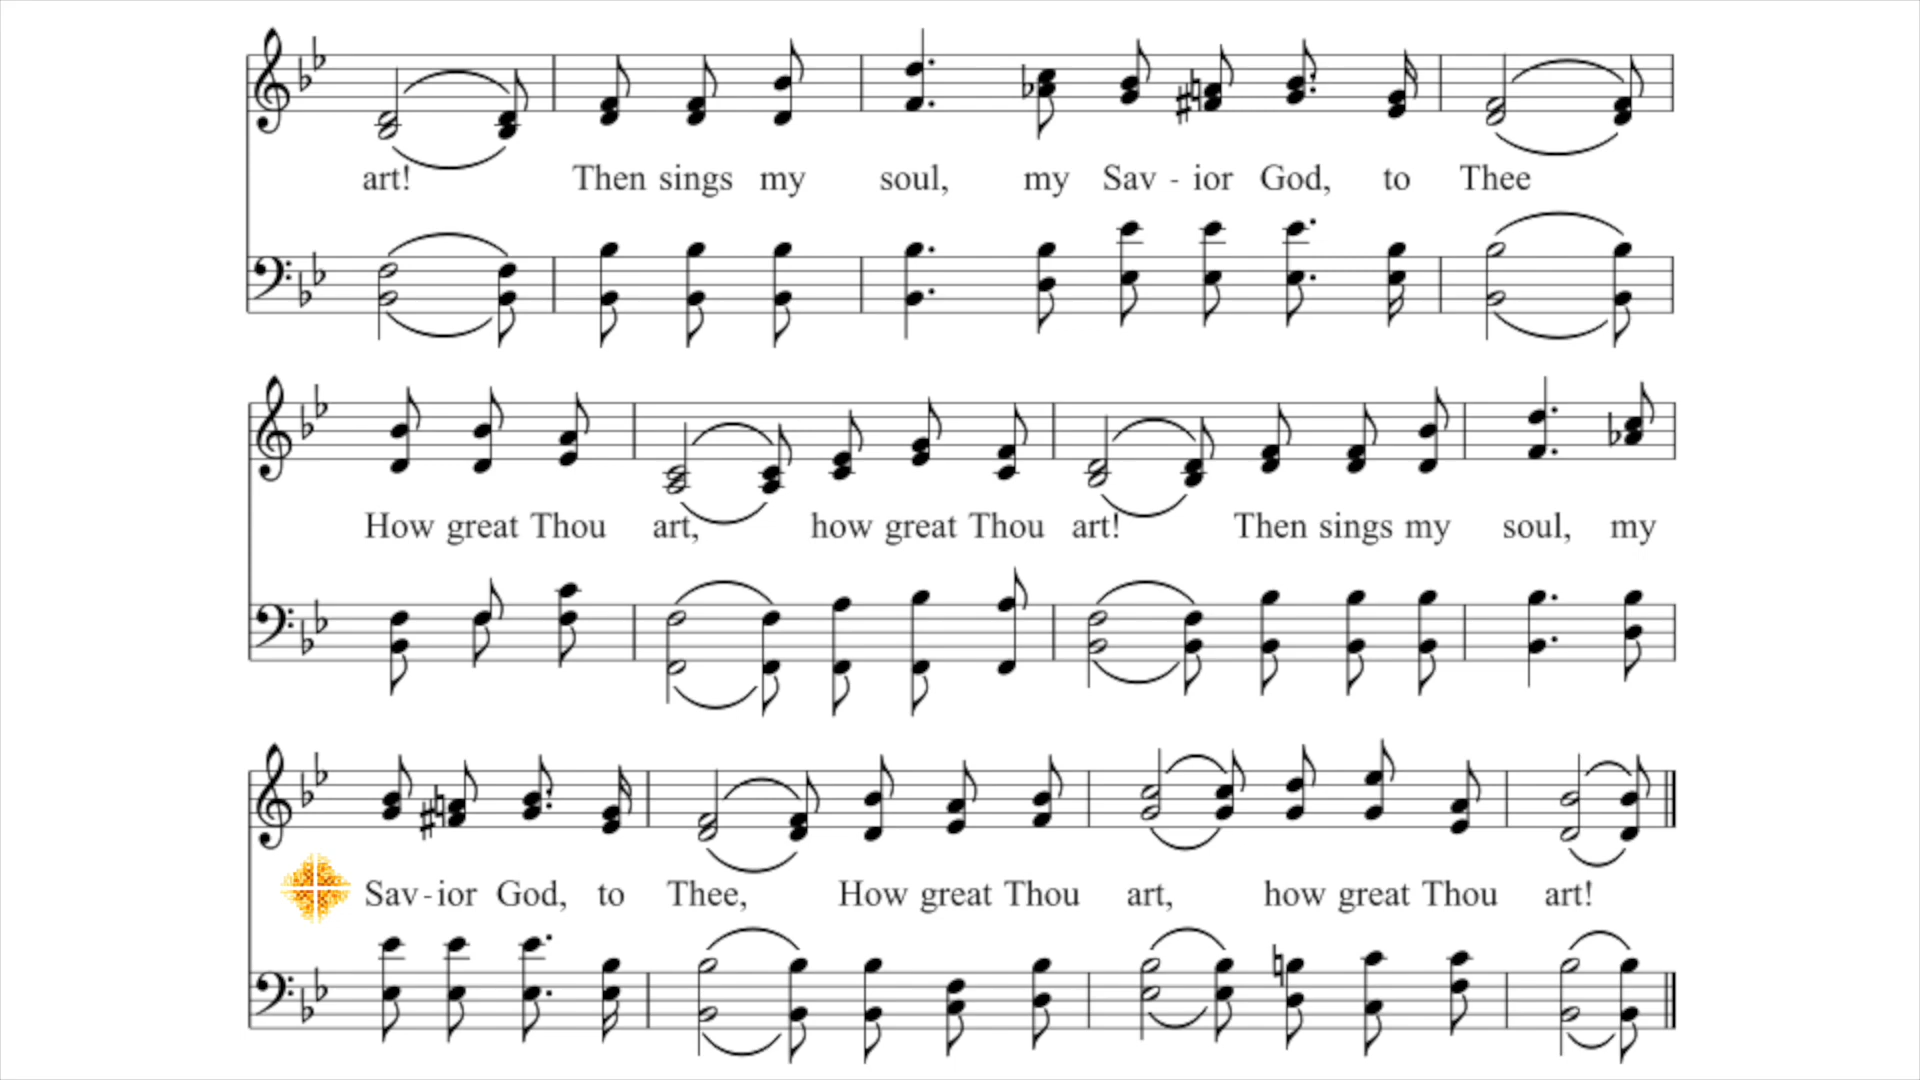 art! Then sings my soul, my Sav - ior God, to Thee
How great Thou art, how great Thou art! Then sings my soul, my
Sav - ior God, to Thee, How great Thou art, how great Thou art!